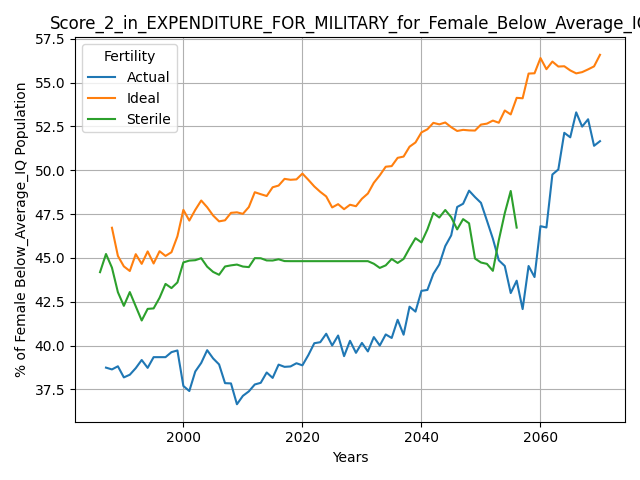 Score_2_in_EXPENDITURE_FOR_MILITARY_for_Female_Below_Average_IQ
57.5
55.0
52.5
50.0
47.5
45.0
42.5
40.0
37.5
% of Female Below_Average_IQ Population
Fertility
Actual
Ideal
Sterile
2000
2020
2040
2060
Years